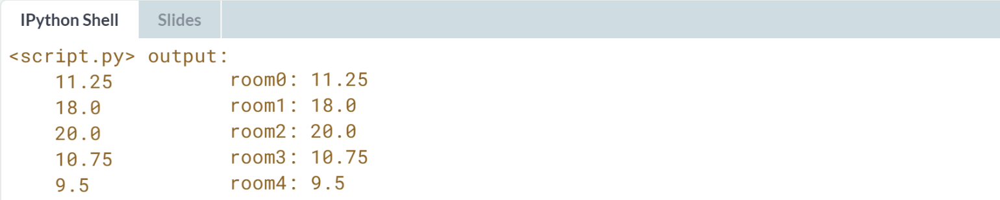 IPython Shell Slides
<script.py> output:
11.25 room0: 11.25
18.0 room1: 18.0
20.0 room2: 20.0
10.75 room3: 10.75
9.5 room4: 9.5